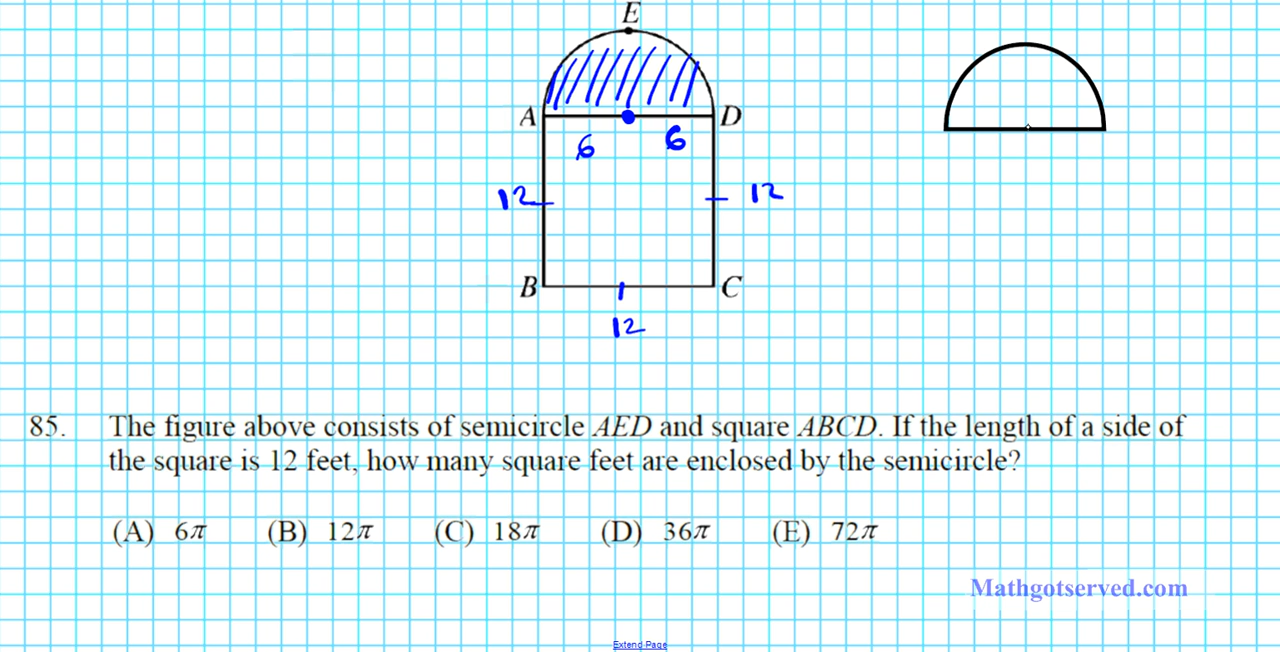 E
A
D
6 6
12 12
B
C
12
85. The figure above consists of semicircle AED and square ABCD. If the length of a side of
the square is 12 feet, how many square feet are enclosed by the semicircle?
(A) 6π (B) 12π (C) 18π (D) 36π (E) 72π
Mathgotserved.com
Extend Page